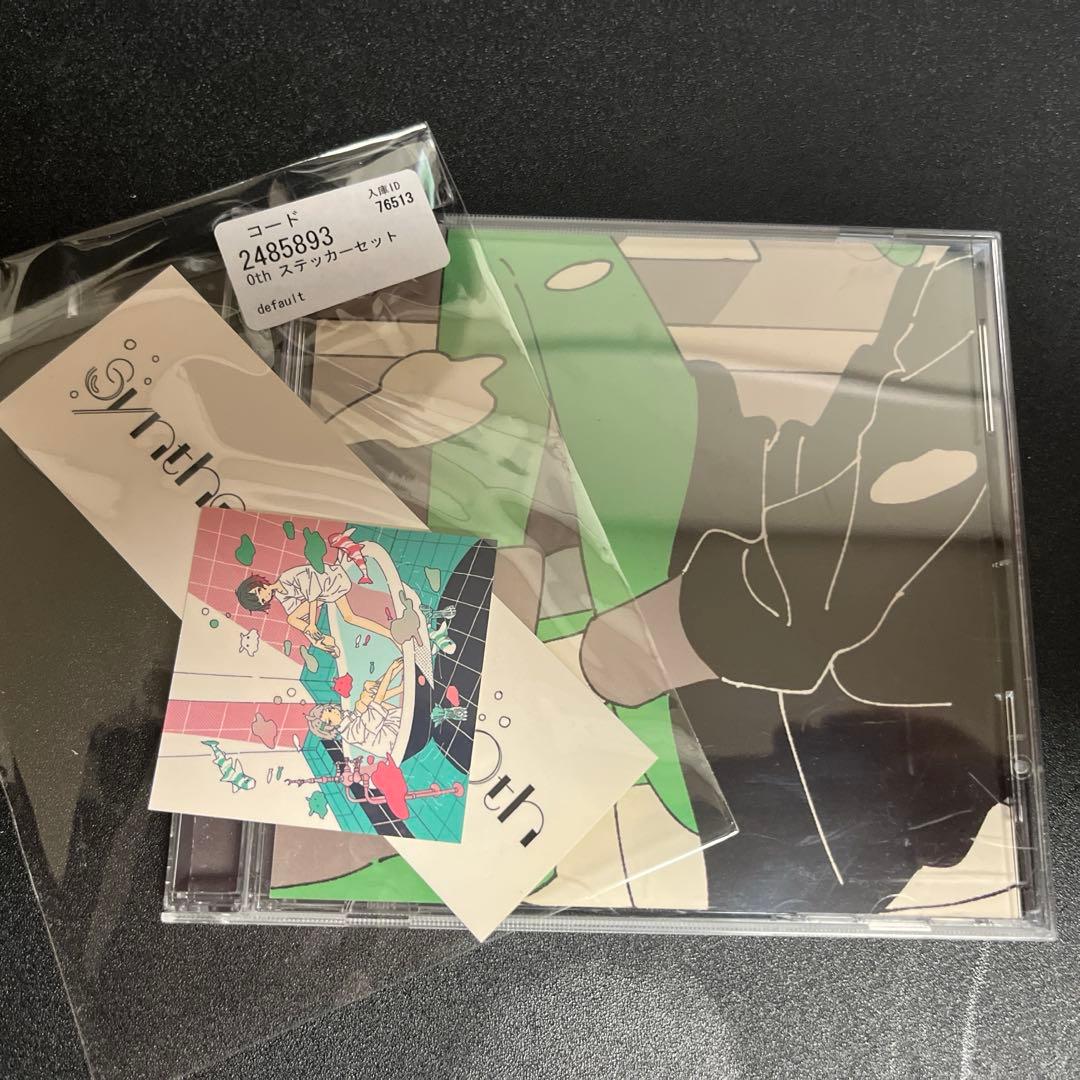 入庫ID
76513
コード
2485893
0th ステッカーセット
default
Synthe
0th